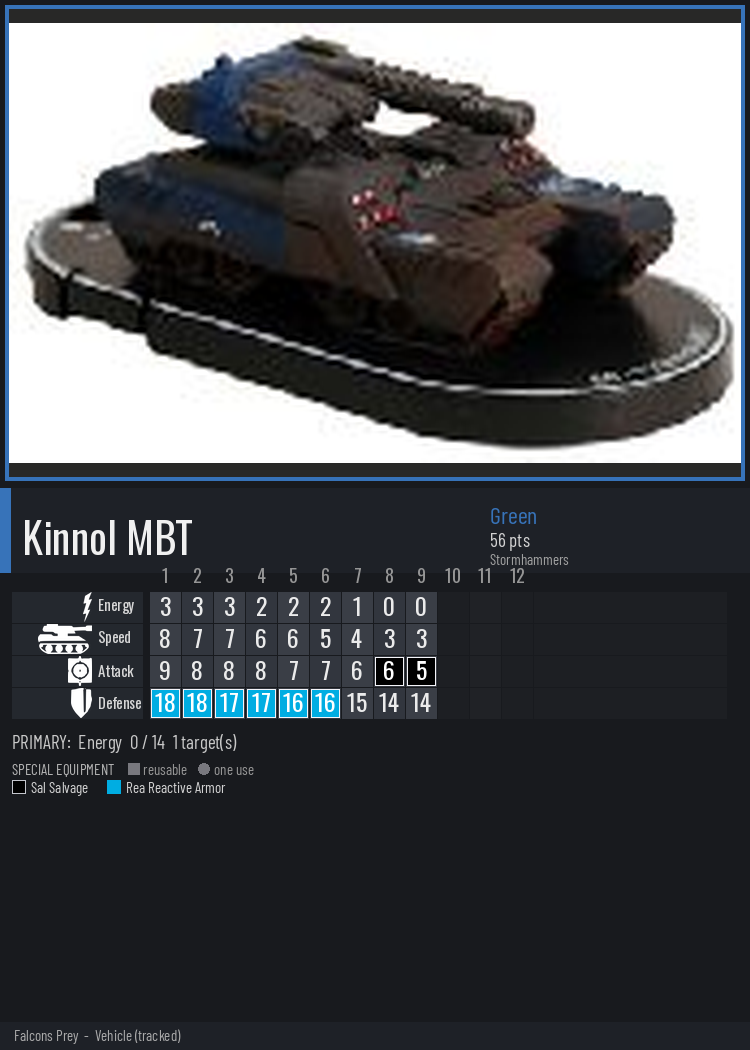 Kinnol MBT
Green
56 pts
Stormhammers
1 2 3 4 5 6 7 8 9 10 11 12
Energy 3 3 3 2 2 2 1 0 0
Speed 8 7 7 6 6 5 4 3 3
Attack 9 8 8 8 7 7 6 6 5
Defense 18 18 17 17 16 16 15 14 14
PRIMARY: Energy 0 / 14 1 target(s)
SPECIAL EQUIPMENT reusable one use
Sal Salvage Rea Reactive Armor
Falcons Prey - Vehicle (tracked)